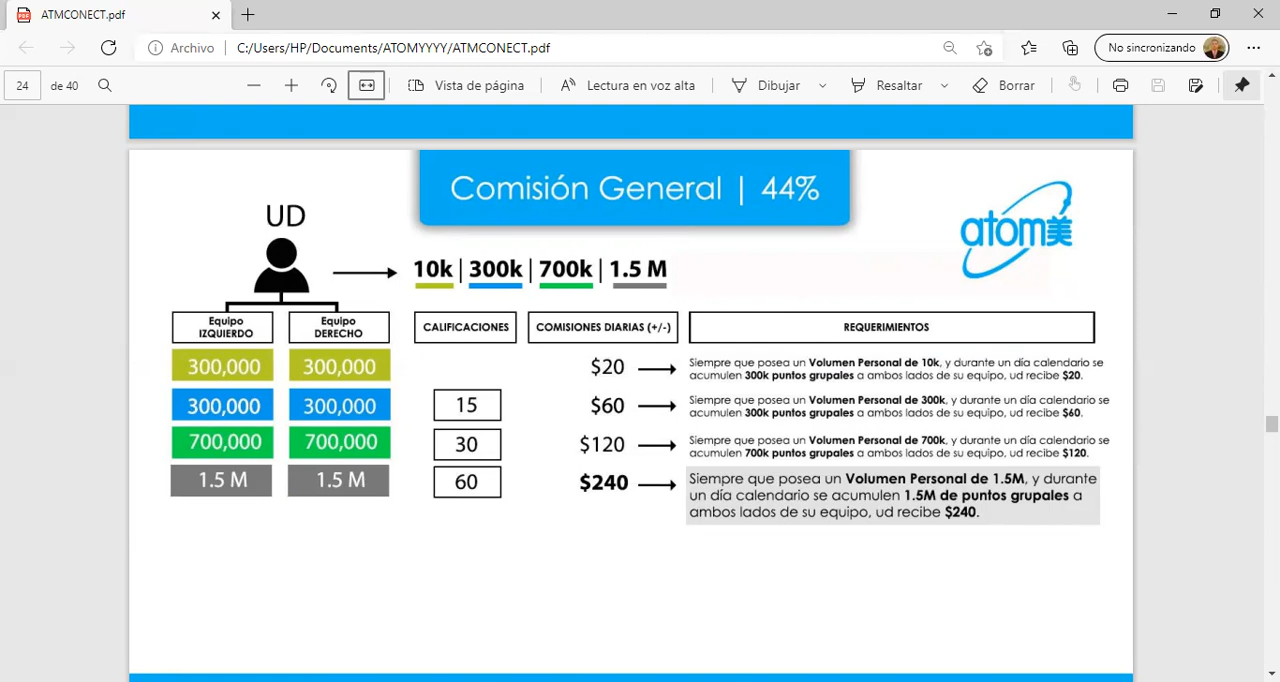 ATMCONECT.pdf
Archivo
C:/Users/HP/Documents/ATOMYYYY/ATMCONECT.pdf
No sincronizando
24 de 40
Vista de página
Lectura en voz alta
Dibujar
Resaltar
Borrar
Comisión General | 44%
atom美
UD
10k | 300k | 700k | 1.5 M
Equipo
IZQUIERDO
Equipo
DERECHO
CALIFICACIONES
COMISIONES DIARIAS (+/-)
REQUERIMIENTOS
300,000 300,000 $20
Siempre que posea un Volumen Personal de 10k, y durante un día calendario se
acumulen 300k puntos grupales a ambos lados de su equipo, ud recibe $20.
300,000 300,000 15 $60
Siempre que posea un Volumen Personal de 300k, y durante un día calendario se
acumulen 300k puntos grupales a ambos lados de su equipo, ud recibe $60.
700,000 700,000 30 $120
Siempre que posea un Volumen Personal de 700k, y durante un día calendario se
acumulen 700k puntos grupales a ambos lados de su equipo, ud recibe $120.
1.5 M 1.5 M 60 $240
Siempre que posea un Volumen Personal de 1.5M, y durante
un día calendario se acumulen 1.5M de puntos grupales a
ambos lados de su equipo, ud recibe $240.